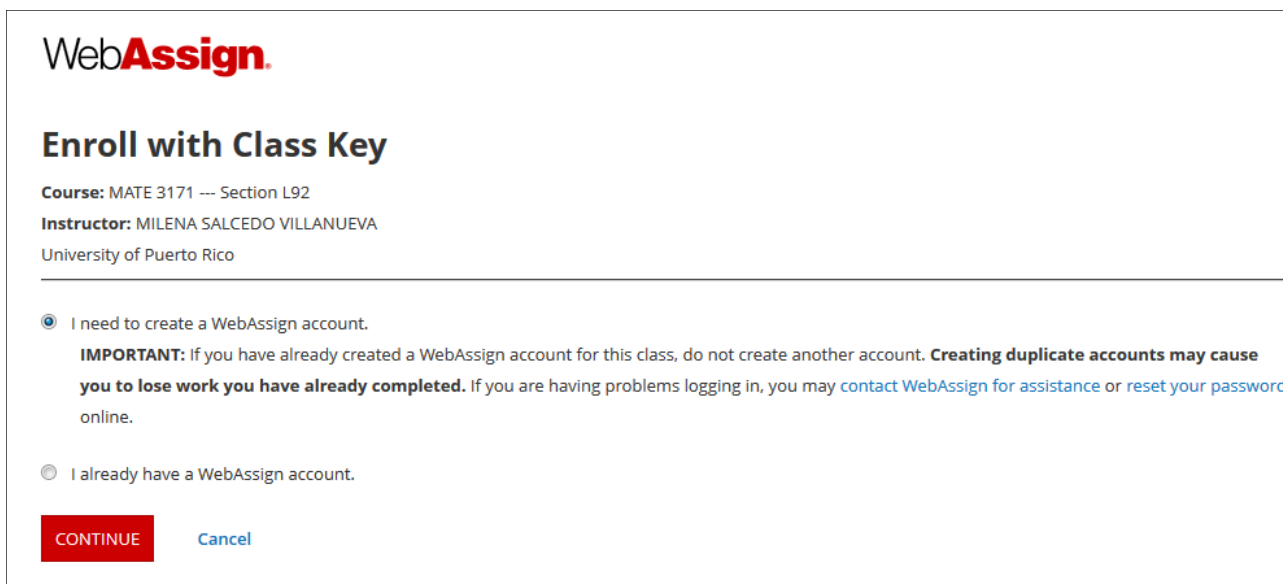 WebAssign.
Enroll with Class Key
Course: MATE 3171 --- Section L92
Instructor: MILENA SALCEDO VILLANUEVA
University of Puerto Rico
I need to create a WebAssign account.
IMPORTANT: If you have already created a WebAssign account for this class, do not create another account. Creating duplicate accounts may cause
you to lose work you have already completed. If you are having problems logging in, you may contact WebAssign for assistance or reset your password
online.
I already have a WebAssign account.
CONTINUE Cancel